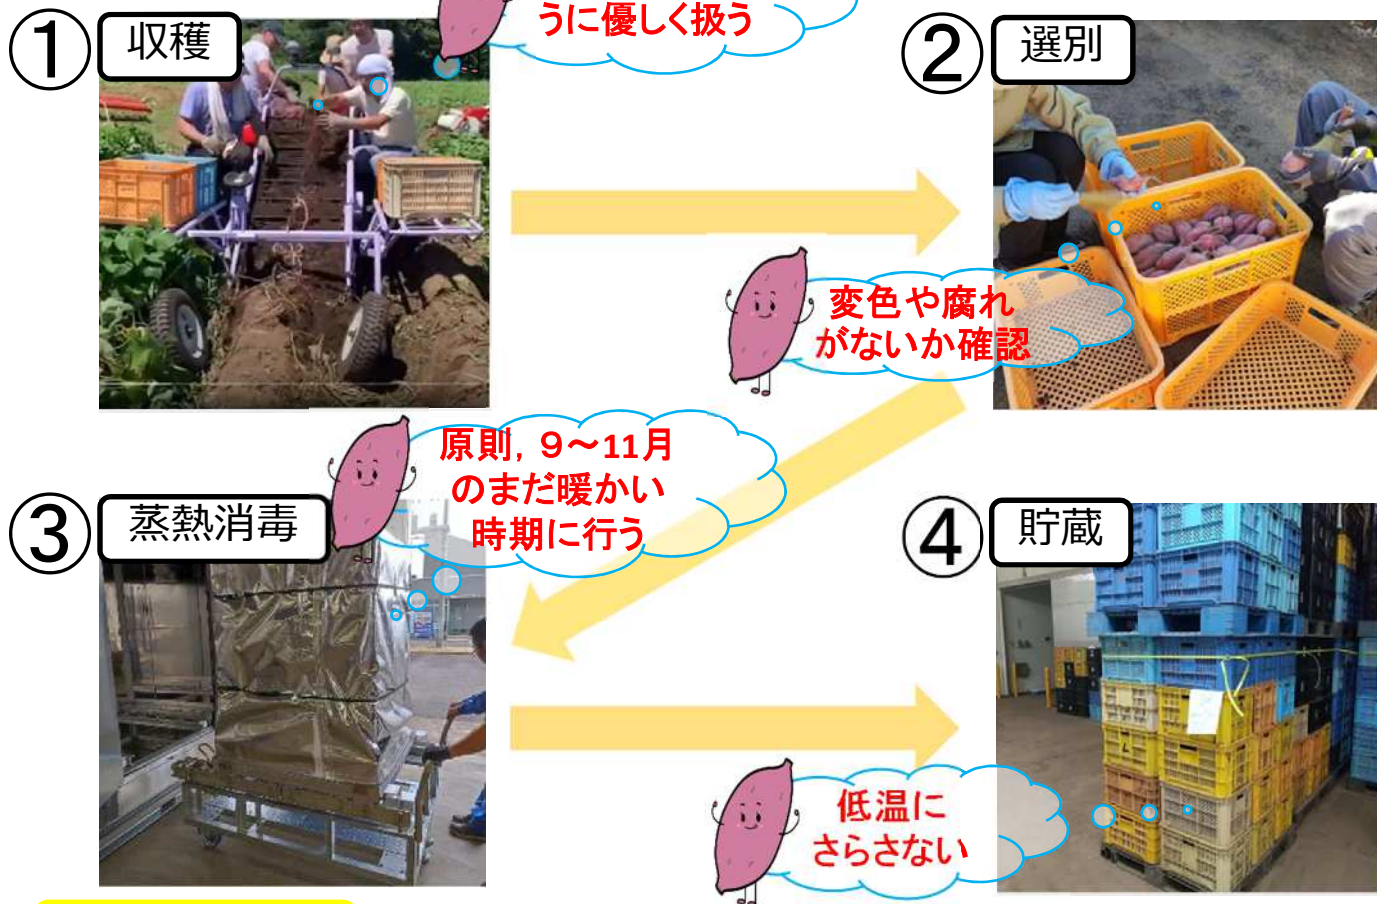 ① 収穫
うに優しく扱う
② 選別
変色や腐れ
がないか確認
③ 蒸熱消毒
原則，９～11月
のまだ暖かい
時期に行う
④ 貯蔵
低温に
さらさない